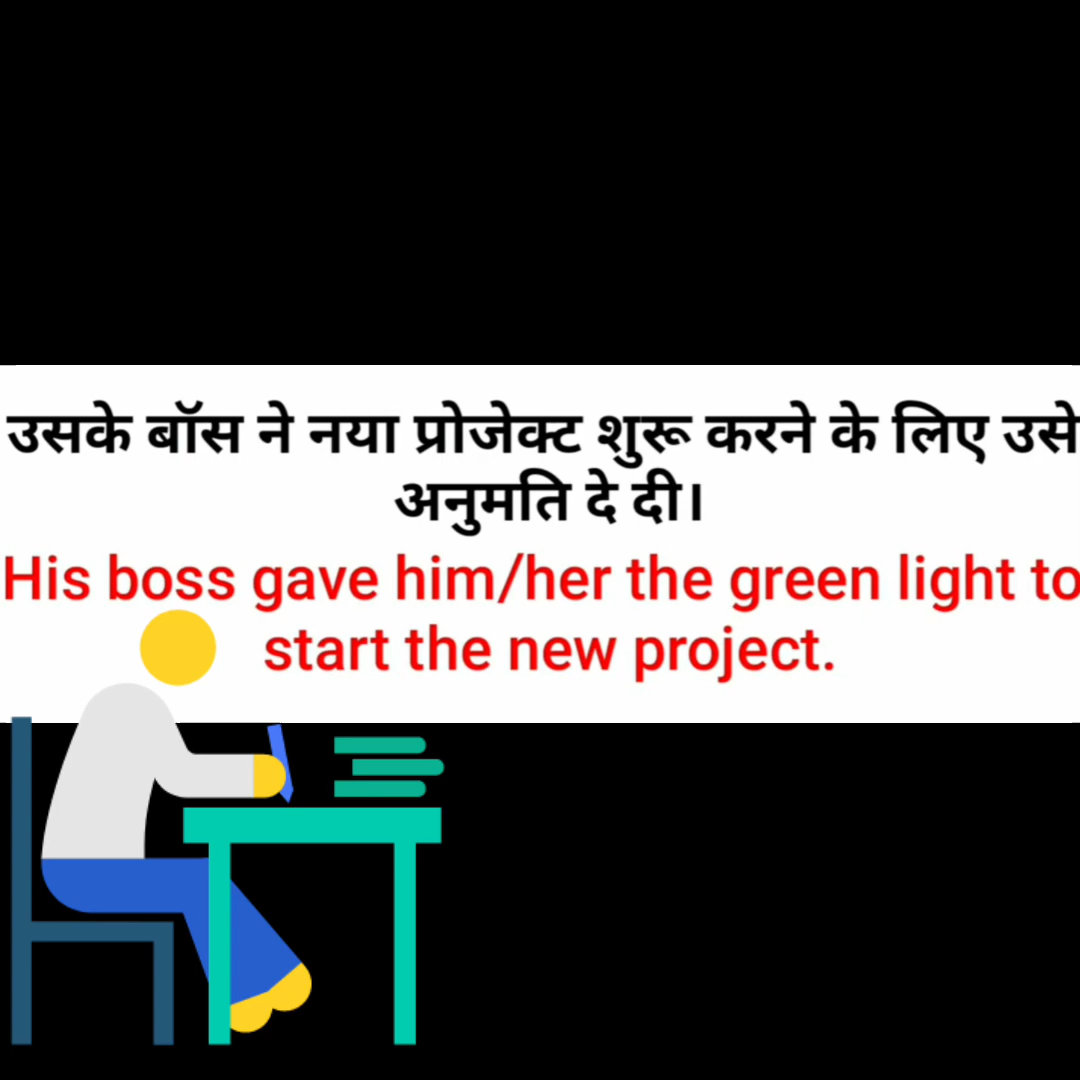 उसके बॉस ने नया प्रोजेक्ट शुरू करने के लिए उसे
अनुमति दे दी।
His boss gave him/her the green light to
start the new project.